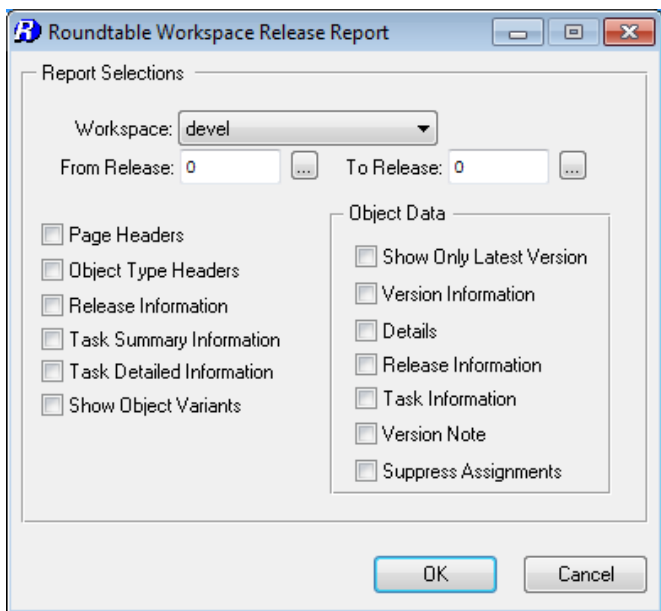 Roundtable Workspace Release Report
Report Selections
Workspace: devel
From Release: 0 ... To Release: 0 ...
Page Headers
Object Type Headers
Release Information
Task Summary Information
Task Detailed Information
Show Object Variants
Object Data
Show Only Latest Version
Version Information
Details
Release Information
Task Information
Version Note
Suppress Assignments
OK Cancel